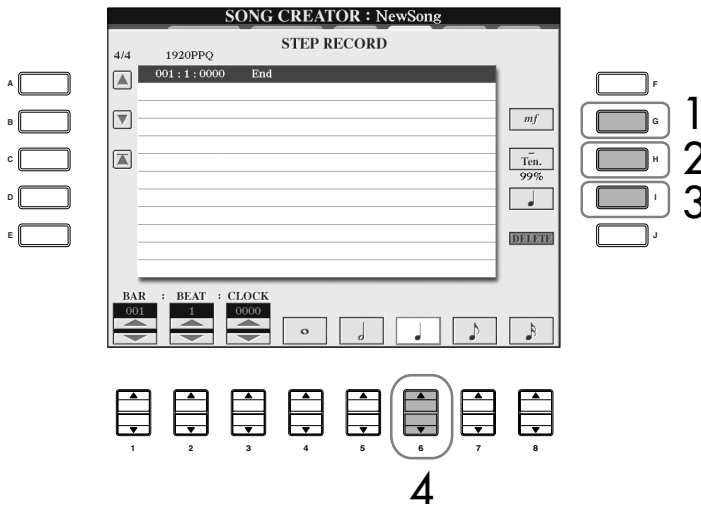 SONG CREATOR : NewSong
STEP RECORD
4/4 1920PPQ
001 : 1 : 0000 End
A
B
C
D
E
mf
Ten.
99%
DELETE
F
G
H
I
J
1
2
3
BAR : BEAT : CLOCK
001 1 0000
1 2 3 4 5 6 7 8
4